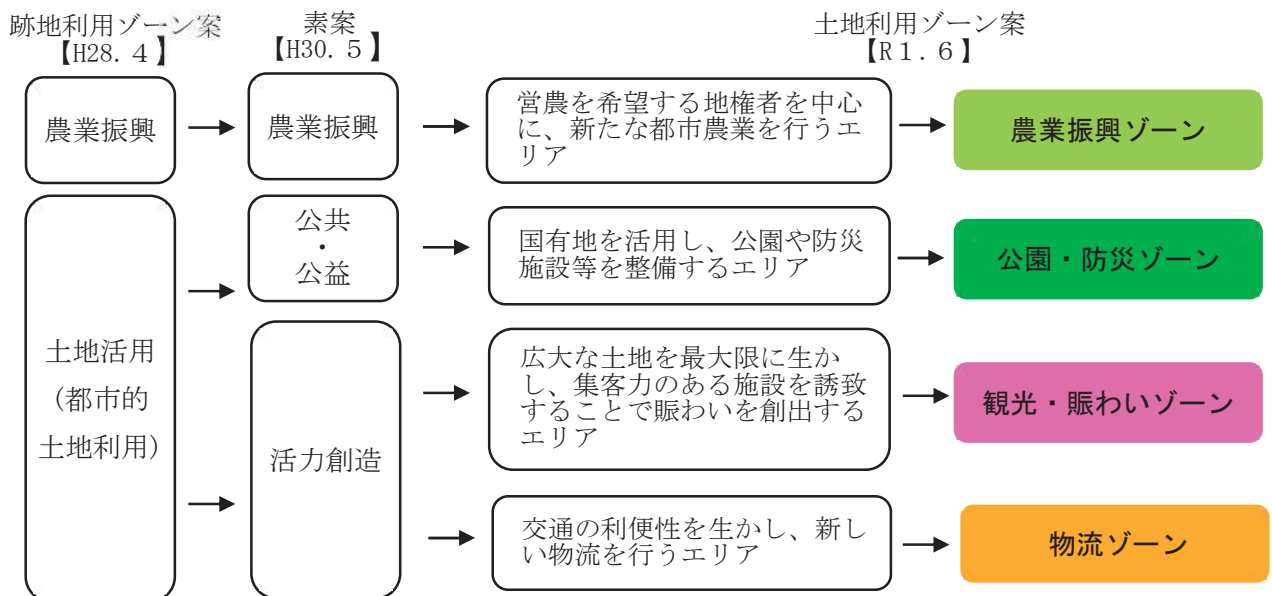 跡地利用ゾーン案
【H28.４】
素案
【H30.５】
土地利用ゾーン案
【R１.６】
農業振興
農業振興
営農を希望する地権者を中心
に、新たな都市農業を行うエ
リア
農業振興ゾーン
土地活用
(都市的
土地利用)
公共
・
公益
国有地を活用し、公園や防災
施設等を整備するエリア
公園・防災ゾーン
活力創造
広大な土地を最大限に生か
し、集客力のある施設を誘致
することで賑わいを創出する
エリア
観光・賑わいゾーン
交通の利便性を生かし、新し
い物流を行うエリア
物流ゾーン